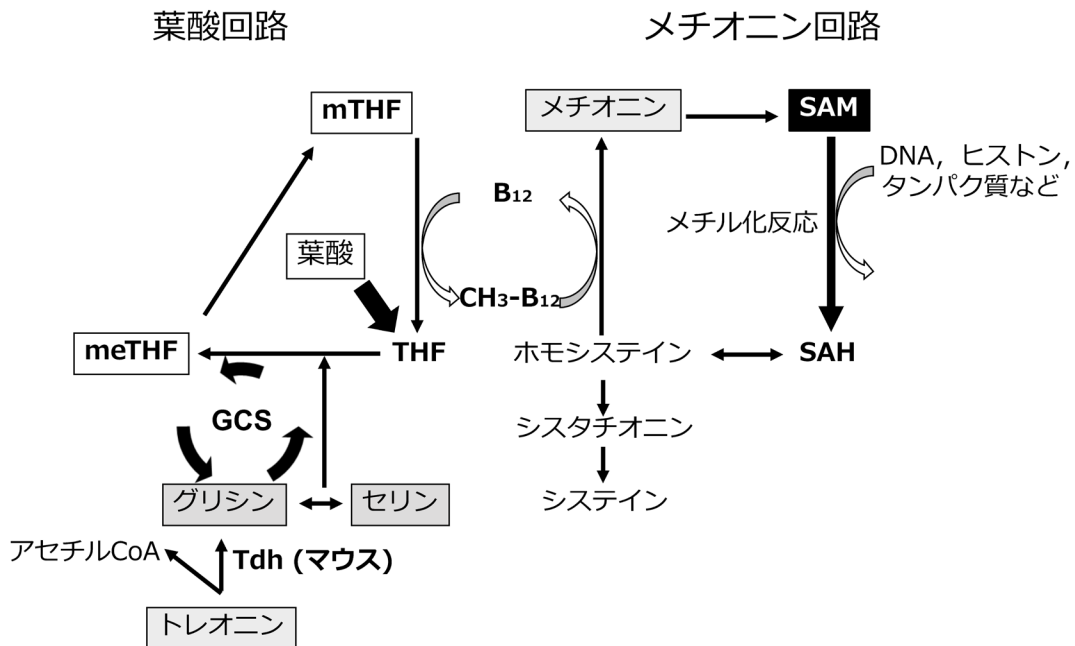 葉酸回路
メチオニン回路
mTHF
メチオニン
SAM
DNA, ヒストン,
タンパク質など
B12
メチル化反応
葉酸
CH3-B12
meTHF
THF
ホモシステイン
SAH
GCS
シスタチオニン
グリシン
セリン
システイン
アセチルCoA
Tdh (マウス)
トレオニン